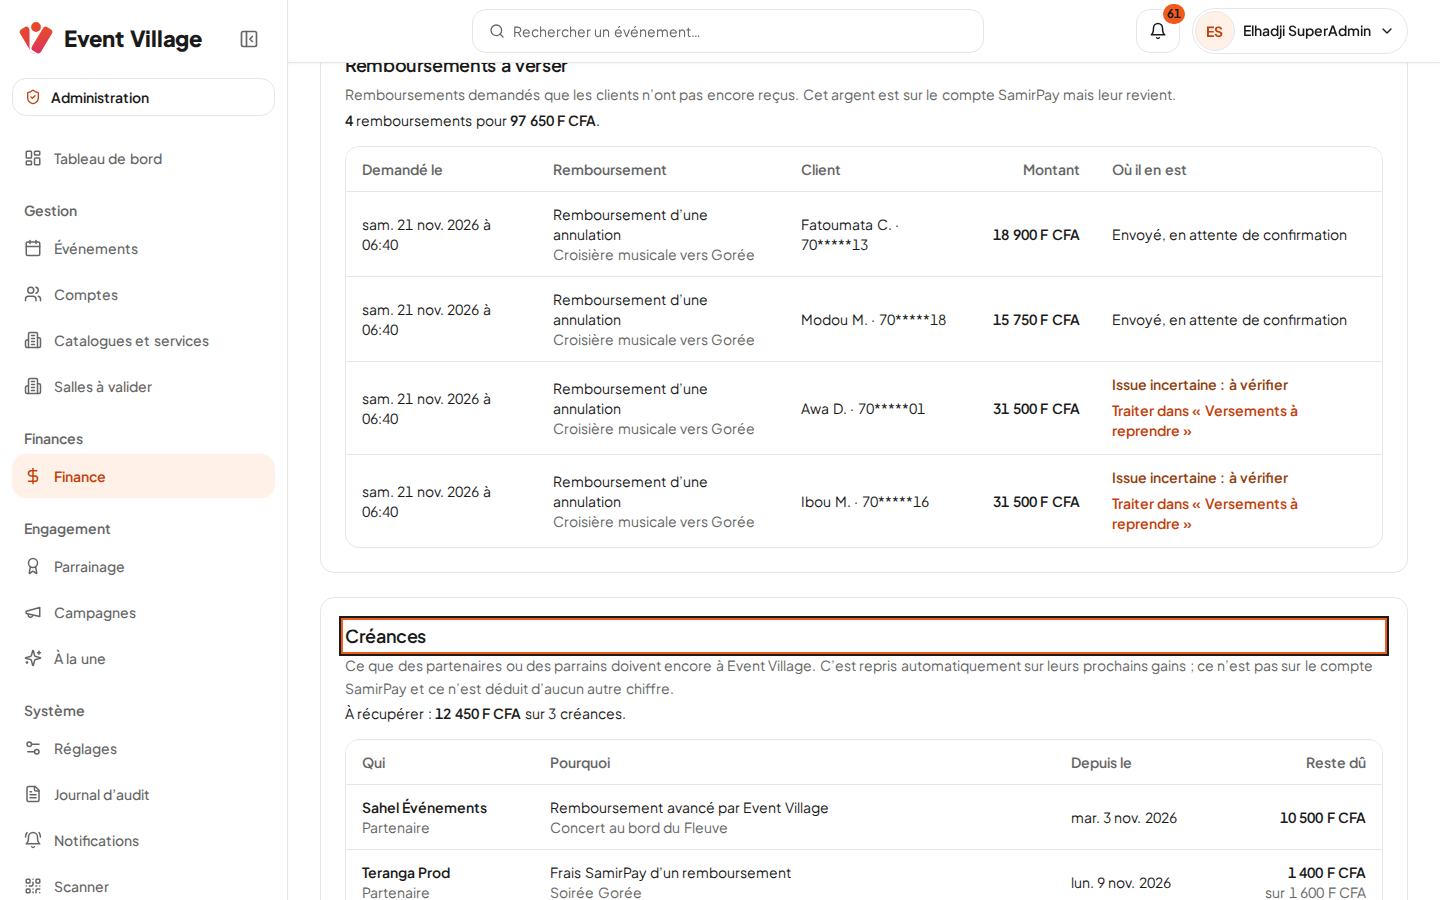 Event Village
Rechercher un événement...
61
ES
Elhadji SuperAdmin
Administration
Tableau de bord
Gestion
Événements
Comptes
Catalogues et services
Salles à valider
Finances
Finance
Engagement
Parrainage
Campagnes
À la une
Système
Réglages
Journal d'audit
Notifications
Scanner
Remboursements à verser
Remboursements demandés que les clients n'ont pas encore reçus. Cet argent est sur le compte SamirPay mais leur revient.
4 remboursements pour 97 650 F CFA.
Demandé le Remboursement Client Montant Où il en est
sam. 21 nov. 2026 à
06:40
Remboursement d'une
annulation
Croisière musicale vers Gorée
Fatoumata C. ·
70*****13
18 900 F CFA
Envoyé, en attente de confirmation
sam. 21 nov. 2026 à
06:40
Remboursement d'une
annulation
Croisière musicale vers Gorée
Modou M. · 70*****18
15 750 F CFA
Envoyé, en attente de confirmation
sam. 21 nov. 2026 à
06:40
Remboursement d'une
annulation
Croisière musicale vers Gorée
Awa D. · 70*****01
31 500 F CFA
Issue incertaine : à vérifier
Traiter dans « Versements à
reprendre »
sam. 21 nov. 2026 à
06:40
Remboursement d'une
annulation
Croisière musicale vers Gorée
Ibou M. · 70*****16
31 500 F CFA
Issue incertaine : à vérifier
Traiter dans « Versements à
reprendre »
Créances
Ce que des partenaires ou des parrains doivent encore à Event Village. C'est repris automatiquement sur leurs prochains gains ; ce n'est pas sur le compte
SamirPay et ce n'est déduit d'aucun autre chiffre.
À récupérer : 12 450 F CFA sur 3 créances.
Qui Pourquoi Depuis le Reste dû
Sahel Événements
Partenaire
Remboursement avancé par Event Village
Concert au bord du Fleuve
mar. 3 nov. 2026
10 500 F CFA
Teranga Prod
Partenaire
Frais SamirPay d'un remboursement
Soirée Gorée
lun. 9 nov. 2026
1 400 F CFA
sur 1 600 F CFA